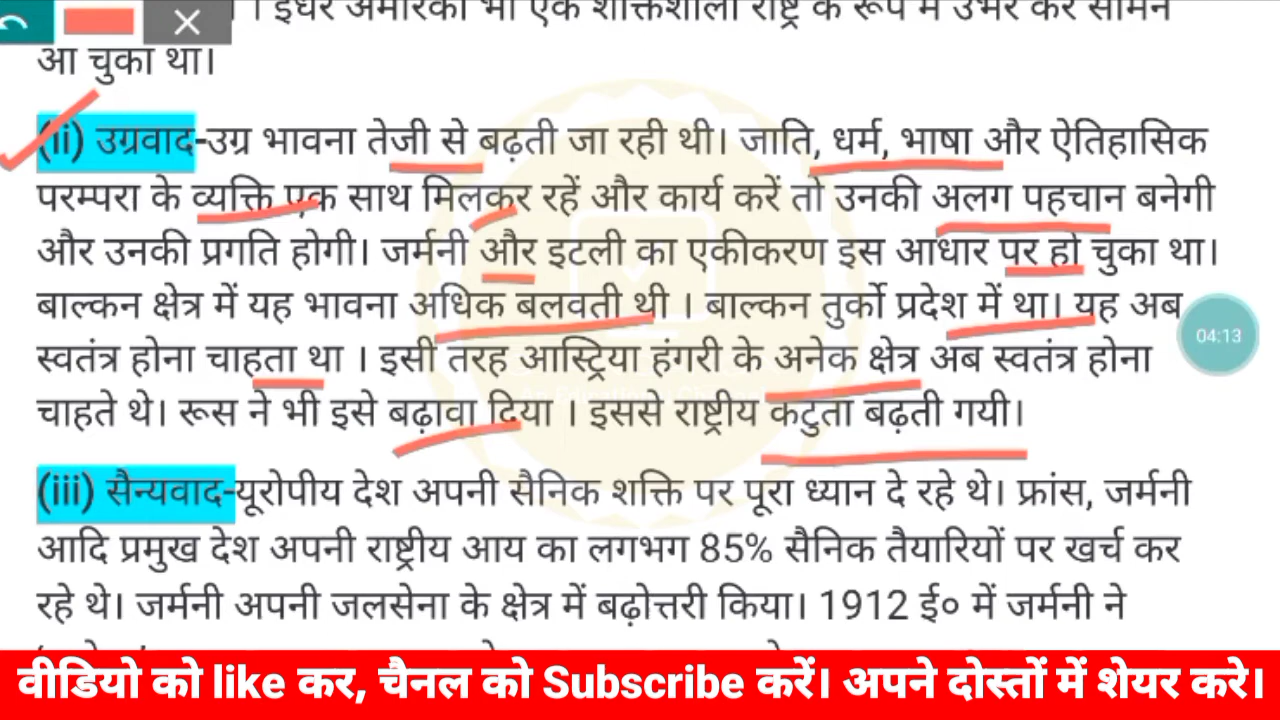 । इधर अमेरिका भी एक शक्तिशाली राष्ट्र के रूप में उभर कर सामने
आ चुका था।
(ii) उग्रवाद-उग्र भावना तेजी से बढ़ती जा रही थी। जाति, धर्म, भाषा और ऐतिहासिक
परम्परा के व्यक्ति एक साथ मिलकर रहें और कार्य करें तो उनकी अलग पहचान बनेगी
और उनकी प्रगति होगी। जर्मनी और इटली का एकीकरण इस आधार पर हो चुका था।
बाल्कन क्षेत्र में यह भावना अधिक बलवती थी । बाल्कन तुर्को प्रदेश में था। यह अब
04:13
स्वतंत्र होना चाहता था । इसी तरह आस्ट्रिया हंगरी के अनेक क्षेत्र अब स्वतंत्र होना
चाहते थे। रूस ने भी इसे बढ़ावा दिया । इससे राष्ट्रीय कटुता बढ़ती गयी।
(iii) सैन्यवाद-यूरोपीय देश अपनी सैनिक शक्ति पर पूरा ध्यान दे रहे थे। फ्रांस, जर्मनी
आदि प्रमुख देश अपनी राष्ट्रीय आय का लगभग 85% सैनिक तैयारियों पर खर्च कर
रहे थे। जर्मनी अपनी जलसेना के क्षेत्र में बढ़ोत्तरी किया। 1912 ई० में जर्मनी ने
वीडियो को like कर, चैनल को Subscribe करें। अपने दोस्तों में शेयर करे।